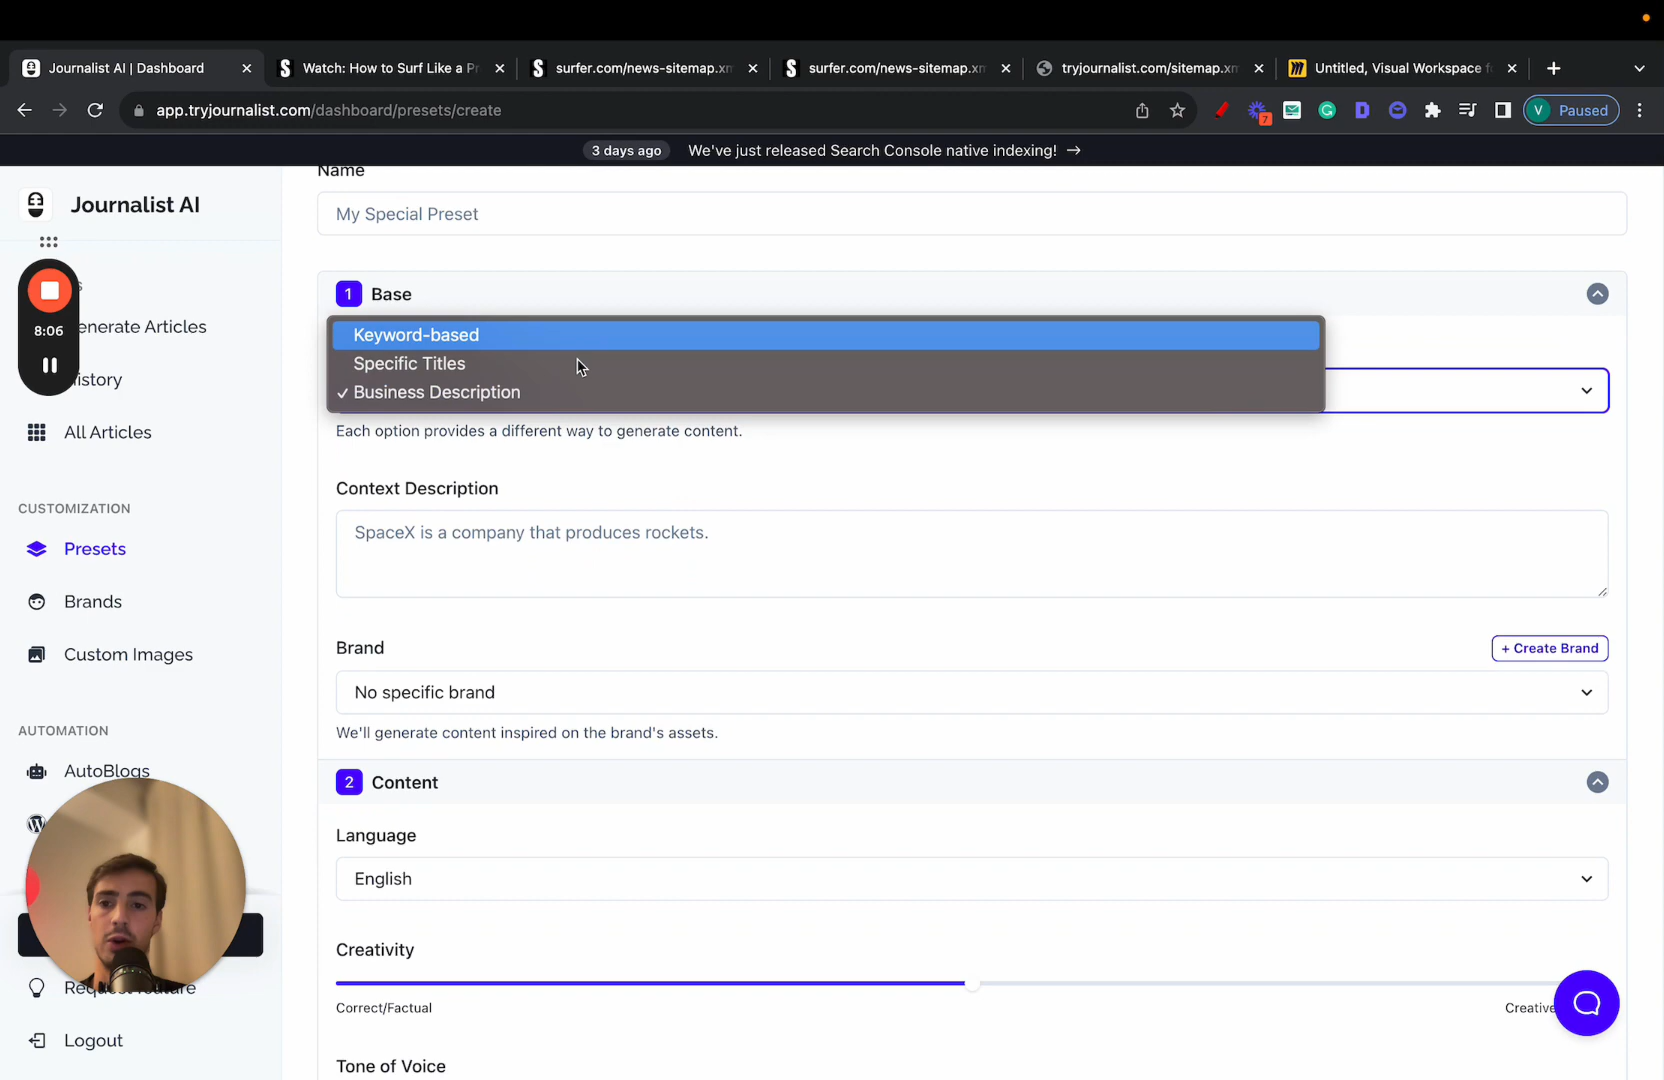 Journalist AI | Dashboard
Watch: How to Surf Like a Pr
surfer.com/news-sitemap.xm
surfer.com/news-sitemap.xm
tryjournalist.com/sitemap.xm
Untitled, Visual Workspace f
app.tryjournalist.com/dashboard/presets/create
7
V
Paused
3 days ago
We've just released Search Console native indexing! →
Journalist AI
8:06
enerate Articles
istory
All Articles
CUSTOMIZATION
Presets
Brands
Custom Images
AUTOMATION
AutoBlogs
Request feature
Logout
Name
My Special Preset
1 Base
Keyword-based
Specific Titles
✓ Business Description
Each option provides a different way to generate content.
Context Description
SpaceX is a company that produces rockets.
Brand
+ Create Brand
No specific brand
We'll generate content inspired on the brand's assets.
2 Content
Language
English
Creativity
Correct/Factual
Creative
Tone of Voice